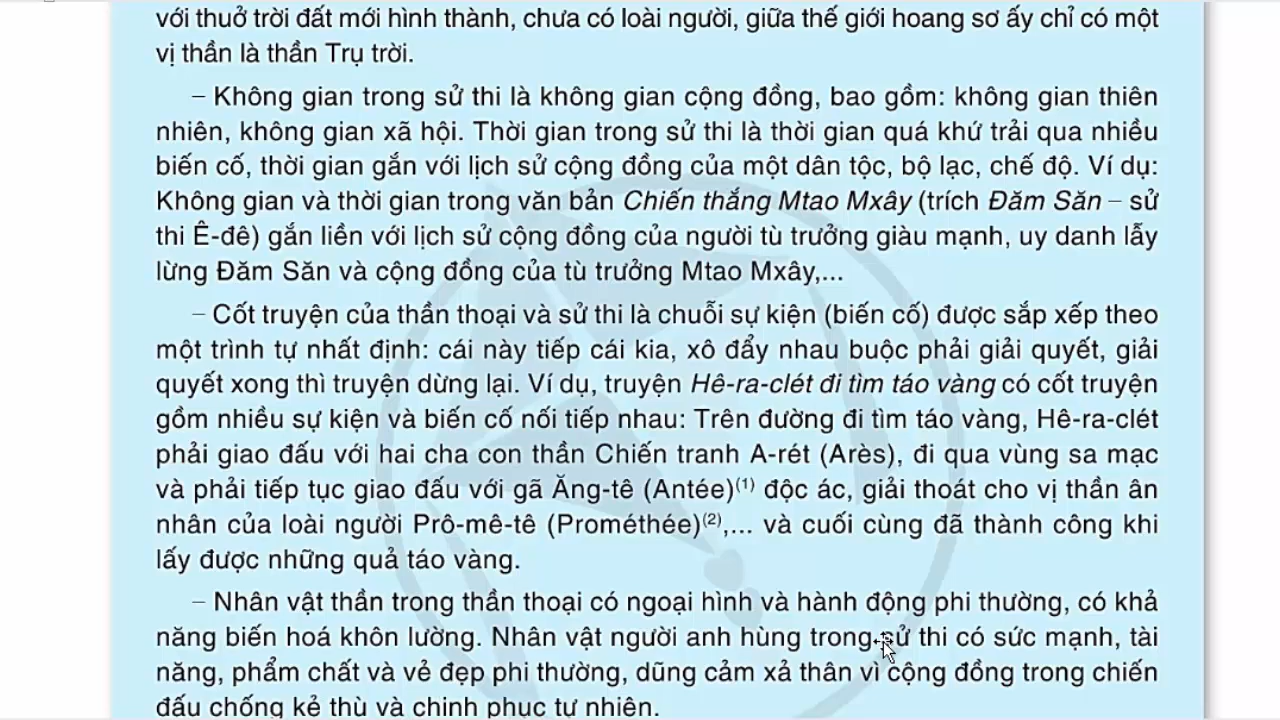 với thuở trời đất mới hình thành, chưa có loài người, giữa thế giới hoang sơ ấy chỉ có một
vị thần là thần Trụ trời.
– Không gian trong sử thi là không gian cộng đồng, bao gồm: không gian thiên
nhiên, không gian xã hội. Thời gian trong sử thi là thời gian quá khứ trải qua nhiều
biến cố, thời gian gắn với lịch sử cộng đồng của một dân tộc, bộ lạc, chế độ. Ví dụ:
Không gian và thời gian trong văn bản Chiến thắng Mtao Mxây (trích Đăm Săn – sử
thi Ê-đê) gắn liền với lịch sử cộng đồng của người tù trưởng giàu mạnh, uy danh lẫy
lừng Đăm Săn và cộng đồng của tù trưởng Mtao Mxây,...
– Cốt truyện của thần thoại và sử thi là chuỗi sự kiện (biến cố) được sắp xếp theo
một trình tự nhất định: cái này tiếp cái kia, xô đẩy nhau buộc phải giải quyết, giải
quyết xong thì truyện dừng lại. Ví dụ, truyện Hê-ra-clét đi tìm táo vàng có cốt truyện
gồm nhiều sự kiện và biến cố nối tiếp nhau: Trên đường đi tìm táo vàng, Hê-ra-clét
phải giao đấu với hai cha con thần Chiến tranh A-rét (Arès), đi qua vùng sa mạc
và phải tiếp tục giao đấu với gã Ăng-tê (Antée)(1) độc ác, giải thoát cho vị thần ân
nhân của loài người Prô-mê-tê (Prométhée)(2),... và cuối cùng đã thành công khi
lấy được những quả táo vàng.
– Nhân vật thần trong thần thoại có ngoại hình và hành động phi thường, có khả
năng biến hoá khôn lường. Nhân vật người anh hùng trong sử thi có sức mạnh, tài
năng, phẩm chất và vẻ đẹp phi thường, dũng cảm xả thân vì cộng đồng trong chiến
đấu chống kẻ thù và chinh phục tự nhiên.